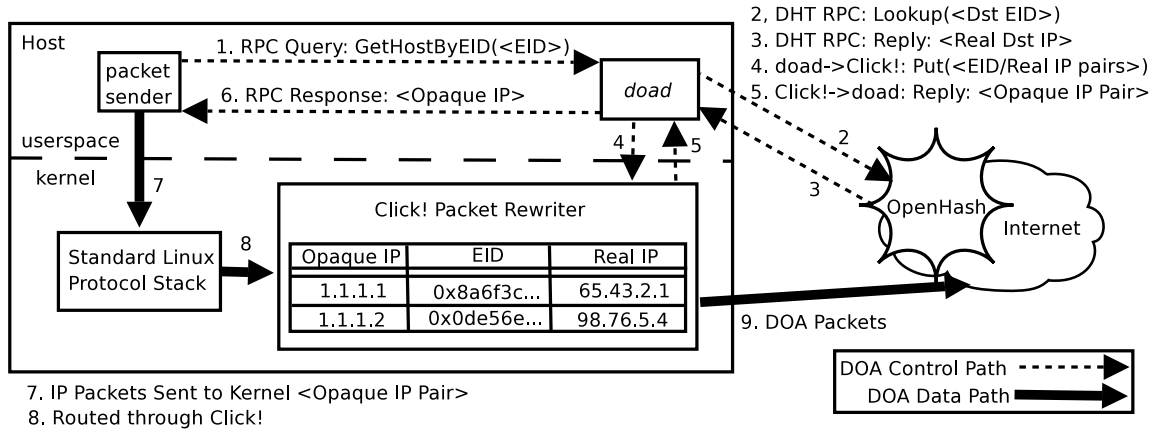 2, DHT RPC: Lookup(<Dst EID>)
3. DHT RPC: Reply: <Real Dst IP>
4. doad->Click!: Put(<EID/Real IP pairs>)
5. Click!->doad: Reply: <Opaque IP Pair>
Host
1. RPC Query: GetHostByEID(<EID>)
packet
sender
doad
6. RPC Response: <Opaque IP>
userspace
kernel
4
5
2
3
7
OpenHash
Internet
Click! Packet Rewriter
Standard Linux
Protocol Stack
8
Opaque IP EID Real IP
1.1.1.1 0x8a6f3c... 65.43.2.1
1.1.1.2 0x0de56e... 98.76.5.4
9. DOA Packets
DOA Control Path
DOA Data Path
7. IP Packets Sent to Kernel <Opaque IP Pair>
8. Routed through Click!